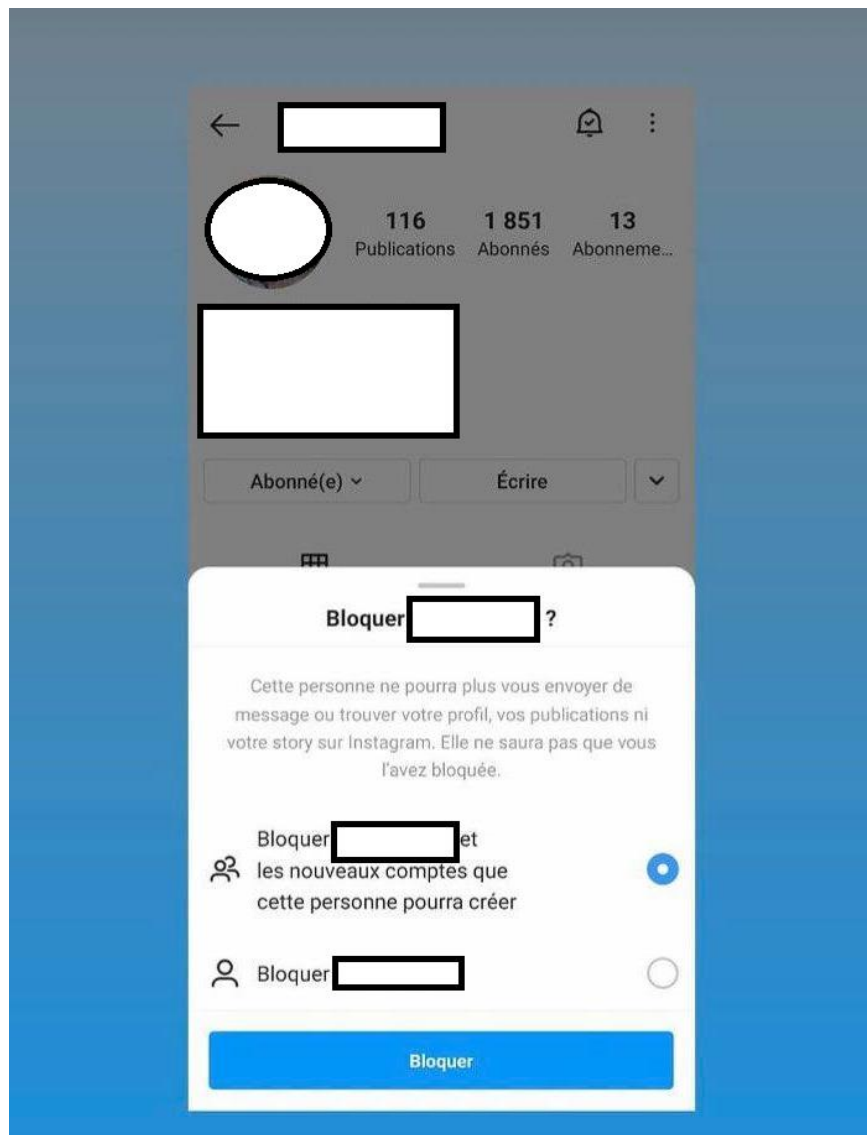 116 1 851 13
Publications Abonnés Abonneme...
Abonné(e) Écrire
Bloquer ?
Cette personne ne pourra plus vous envoyer de
message ou trouver votre profil, vos publications ni
votre story sur Instagram. Elle ne saura pas que vous
l'avez bloquée.
Bloquer et
les nouveaux comptes que
cette personne pourra créer
Bloquer
Bloquer